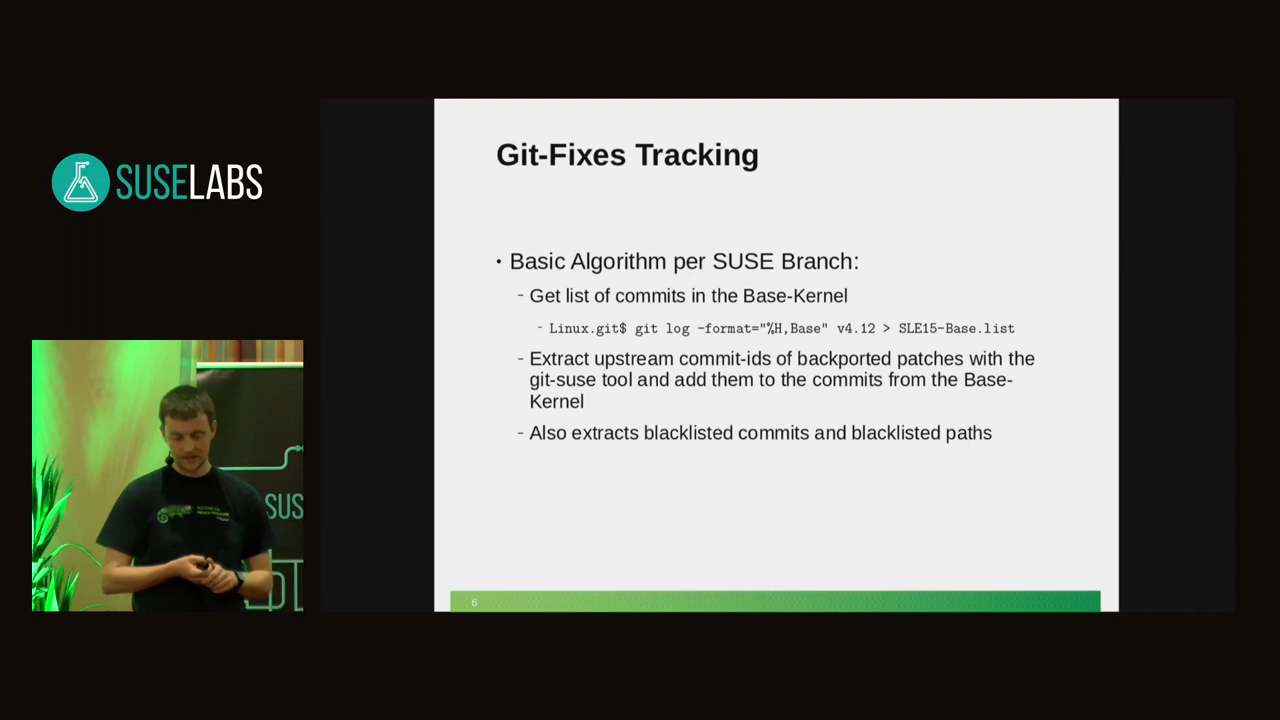 SUSELABS
Git-Fixes Tracking
• Basic Algorithm per SUSE Branch:
- Get list of commits in the Base-Kernel
- Linux.git$ git log -format="%H,Base" v4.12 > SLE15-Base.list
- Extract upstream commit-ids of backported patches with the
git-suse tool and add them to the commits from the Base-
Kernel
- Also extracts blacklisted commits and blacklisted paths
SUS
6